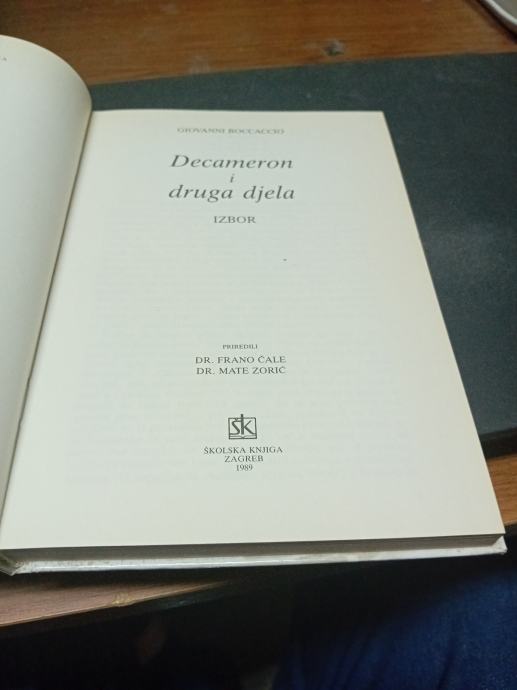 GIOVANNI BOCCACCIO
Decameron
i
druga djela
IZBOR
PRIREDILI
DR. FRANO ČALE
DR. MATE ZORIĆ
šk
ŠKOLSKA KNJIGA
ZAGREB
1989